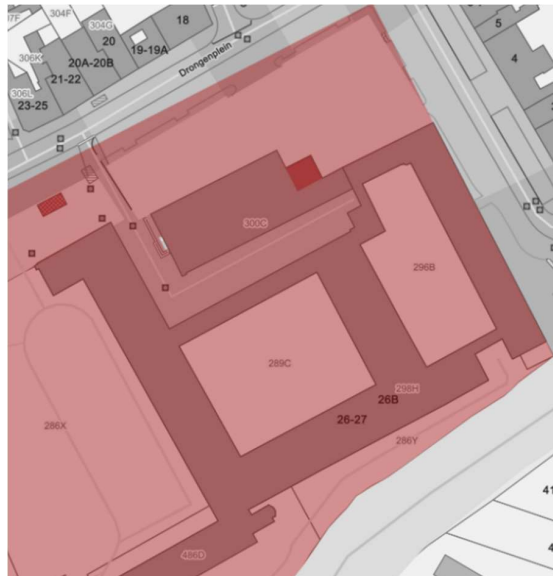 304F
304G
18
20
306K
20A-20B
19-19A
5
21-22
Drongenplein
4
306L
23-25
300C
296B
289C
298H
26B
26-27
286X
286Y
41
486D